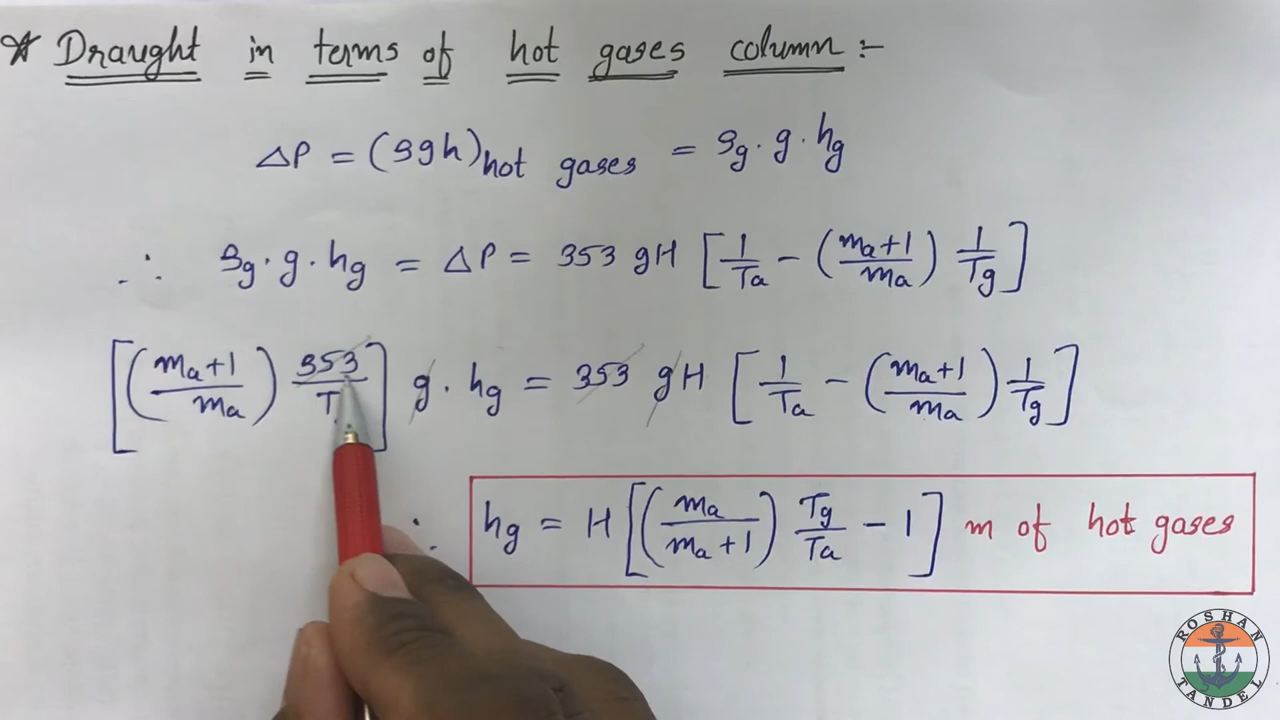 * Draught in terms of hot gases column :-
ΔP = (ρgh)hot gases = ρg · g · hg
∴ ρg · g · hg = ΔP = 353 gH [1/Ta - (ma+1/ma) 1/Tg]
[(ma+1/ma) 353/T] g · hg = 353 gH [1/Ta - (ma+1/ma) 1/Tg]
∴ hg = H [(ma/ma+1) Tg/Ta - 1] m of hot gases
ROSHAN
TANDEL